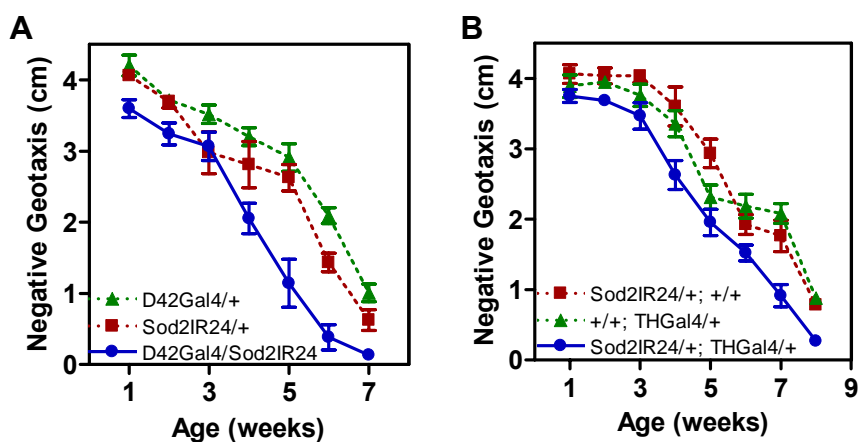 A
Negative Geotaxis (cm)
4
3
2
1
0
D42Gal4/+
Sod2IR24/+
D42Gal4/Sod2IR24
1
3
5
7
Age (weeks)
B
Negative Geotaxis (cm)
4
3
2
1
0
Sod2IR24/+; +/+
+/+; THGal4/+
Sod2IR24/+; THGal4/+
1
3
5
7
9
Age (weeks)